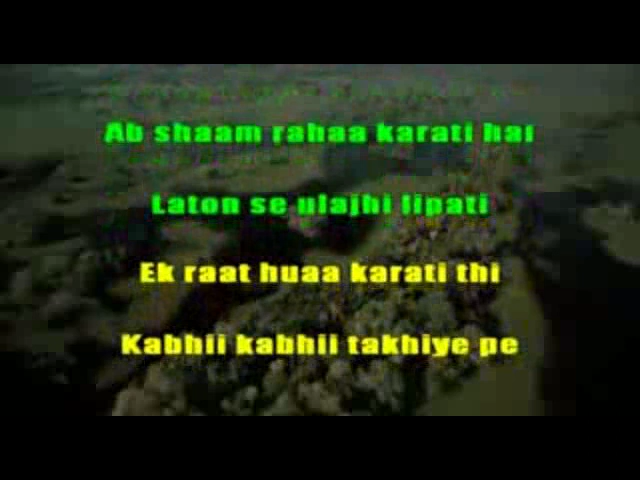 Ab shaam rahaa karati hai
Laton se ulajhi lipati
Ek raat huaa karati thi
Kabhii kabhii takhiye pe